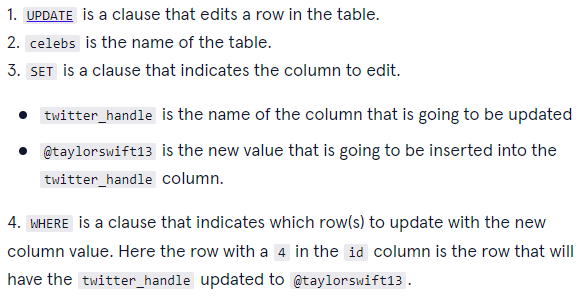 1. UPDATE is a clause that edits a row in the table.
2. celebs is the name of the table.
3. SET is a clause that indicates the column to edit.
• twitter_handle is the name of the column that is going to be updated
• @taylorswift13 is the new value that is going to be inserted into the
twitter_handle column.
4. WHERE is a clause that indicates which row(s) to update with the new
column value. Here the row with a 4 in the id column is the row that will
have the twitter_handle updated to @taylorswift13.